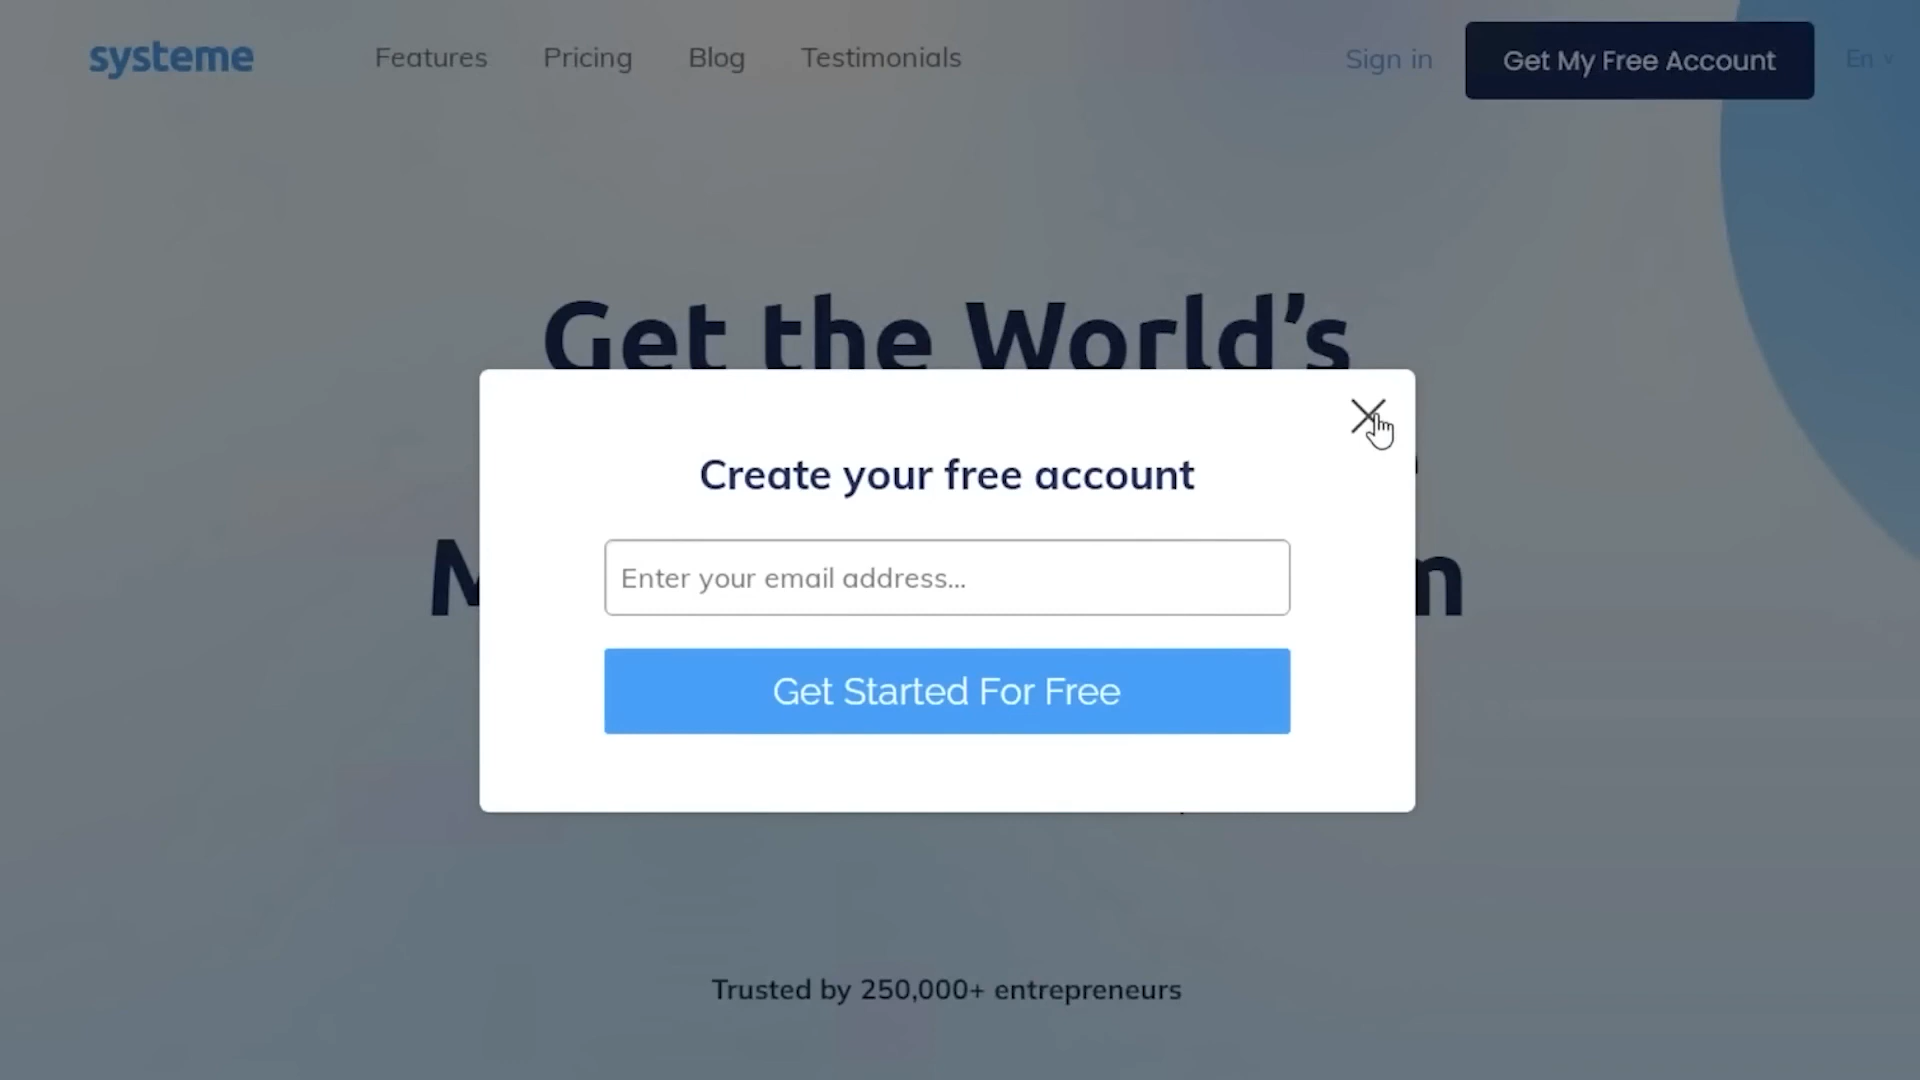 systeme
Features
Pricing
Blog
Testimonials
Sign in
Get My Free Account
En
Get the World's
Create your free account
Enter your email address...
Get Started For Free
Trusted by 250,000+ entrepreneurs